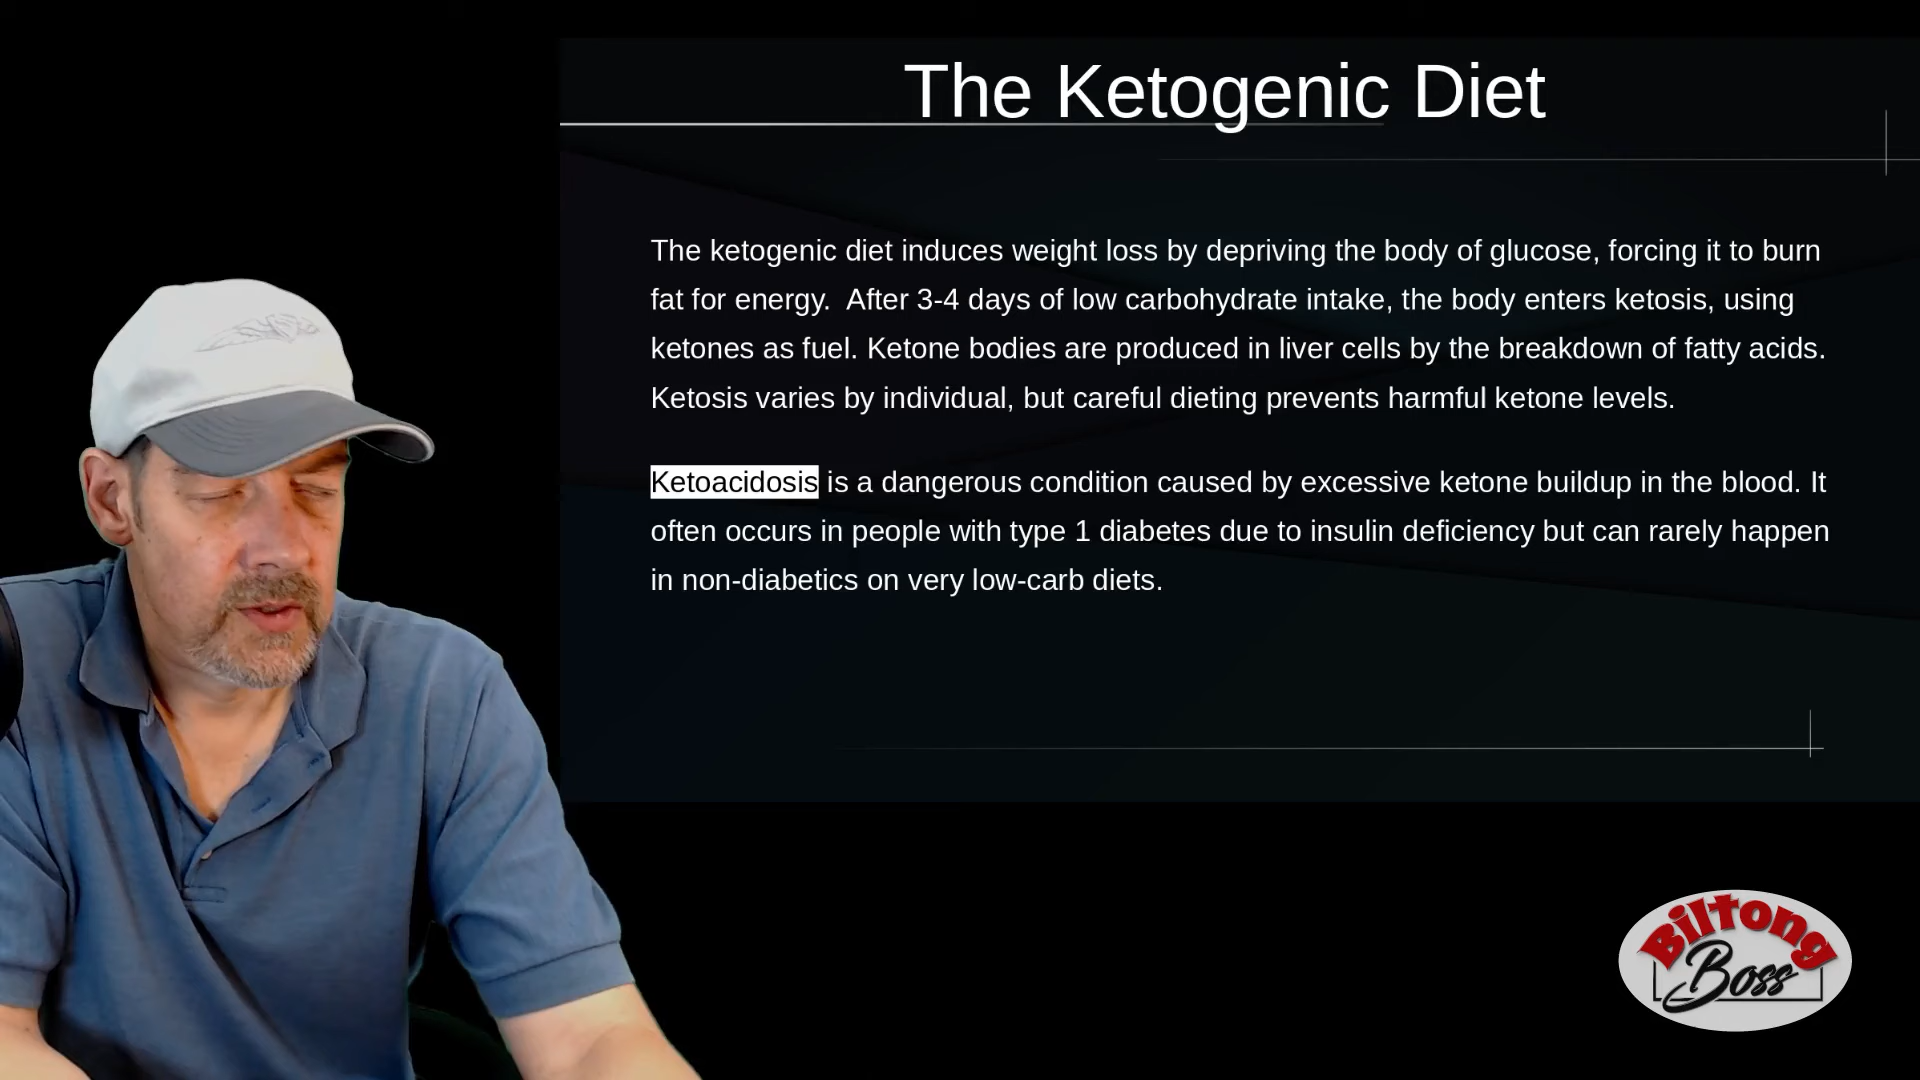 The Ketogenic Diet
The ketogenic diet induces weight loss by depriving the body of glucose, forcing it to burn
fat for energy.  After 3-4 days of low carbohydrate intake, the body enters ketosis, using
ketones as fuel. Ketone bodies are produced in liver cells by the breakdown of fatty acids.
Ketosis varies by individual, but careful dieting prevents harmful ketone levels.
Ketoacidosis is a dangerous condition caused by excessive ketone buildup in the blood. It
often occurs in people with type 1 diabetes due to insulin deficiency but can rarely happen
in non-diabetics on very low-carb diets.
Biltong
Boss